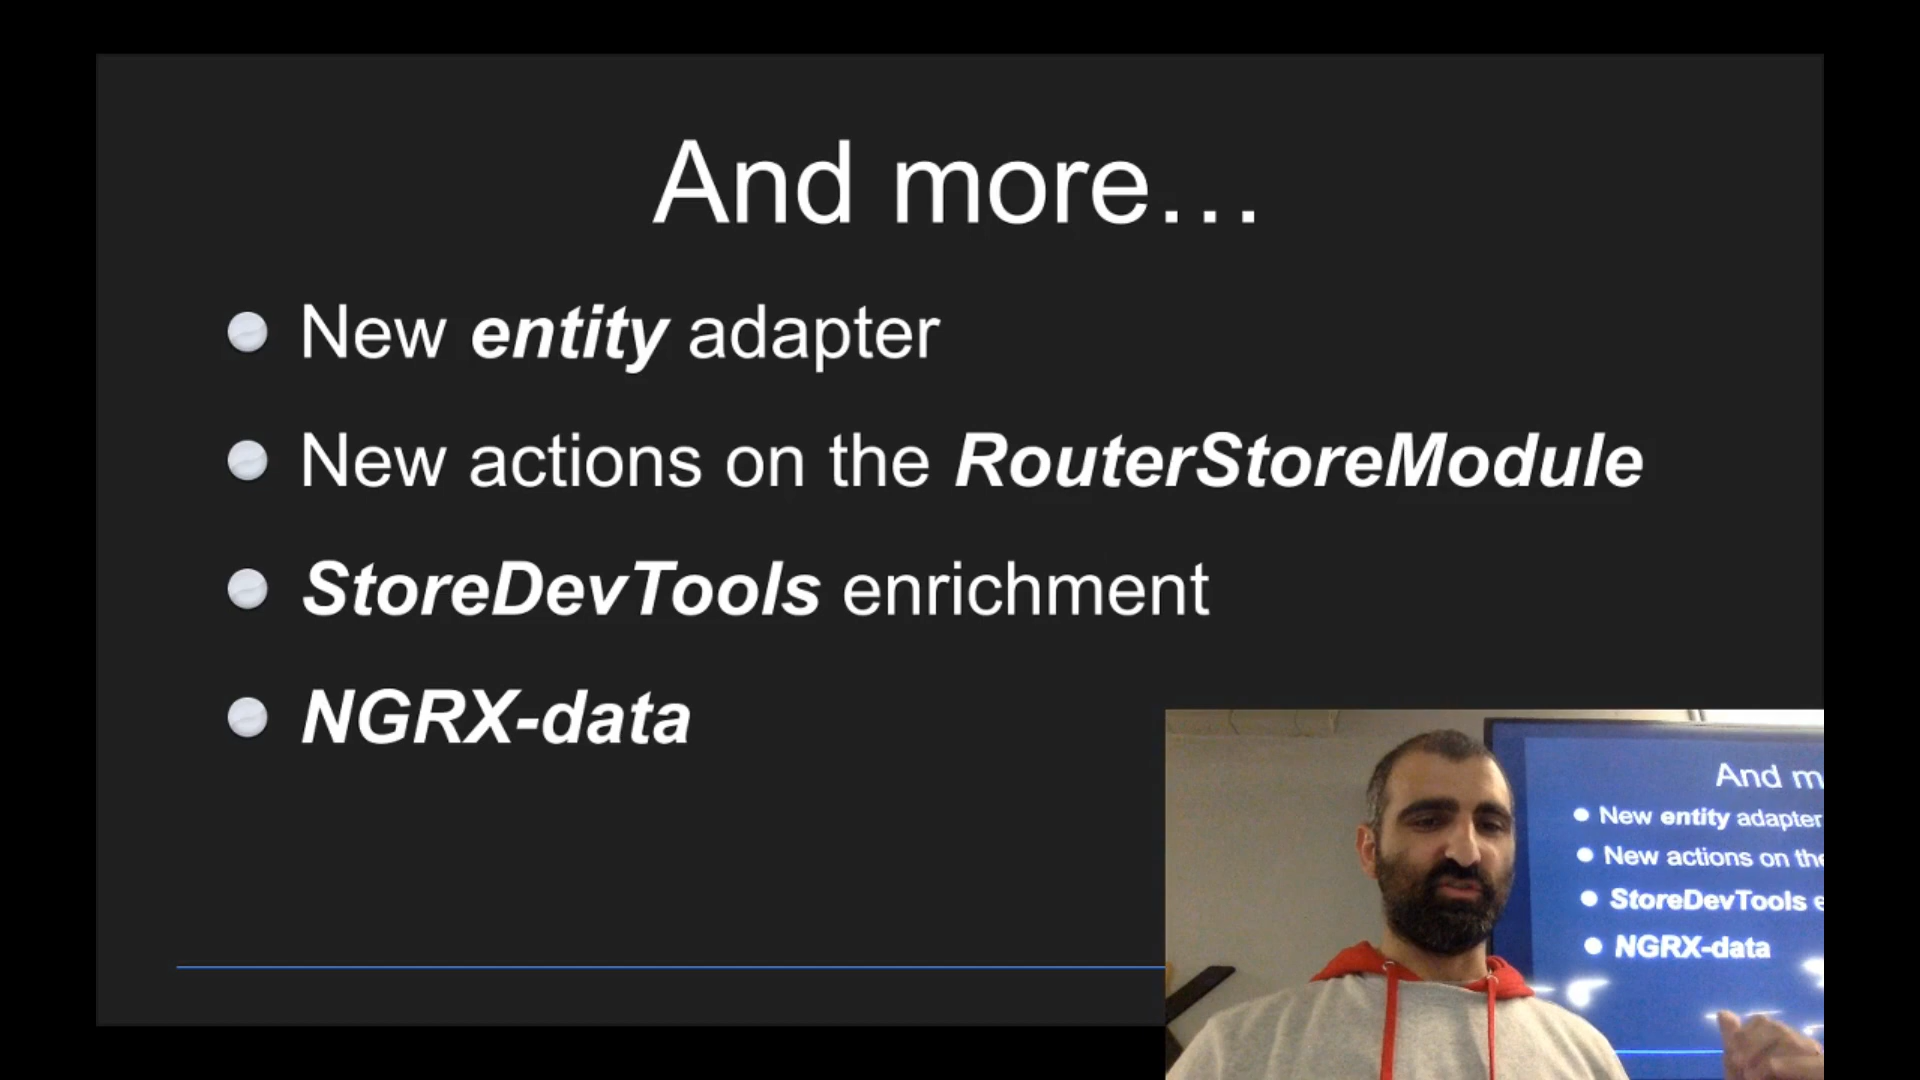 And more…
New entity adapter
New actions on the RouterStoreModule
StoreDevTools enrichment
NGRX-data
And m
New entity adapter
New actions on the
StoreDevTools e
NGRX-data